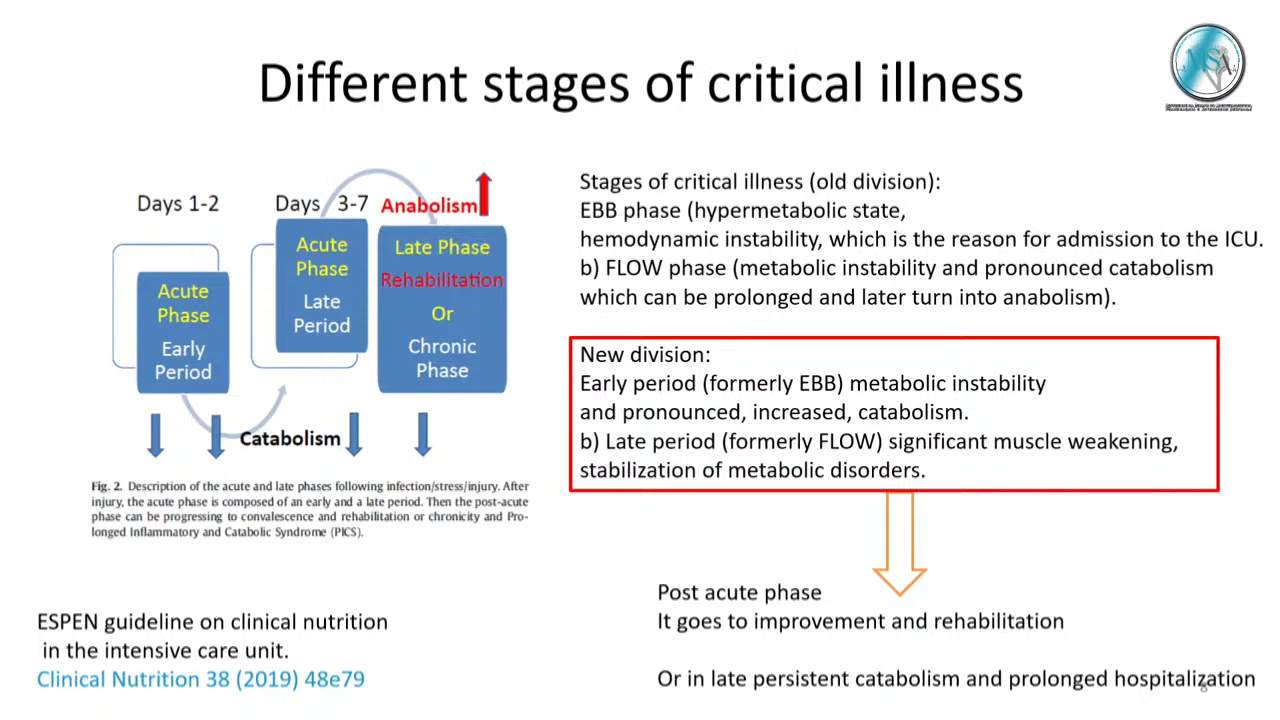 Different stages of critical illness
MSA
Days 1-2
Days 3-7
Anabolism
Acute
Phase
Early
Period
Acute
Phase
Late
Period
Late Phase
Rehabilitation
Or
Chronic
Phase
Catabolism
Fig. 2. Description of the acute and late phases following infection/stress/injury. After
injury, the acute phase is composed of an early and a late period. Then the post-acute
phase can be progressing to convalescence and rehabilitation or chronicity and Pro-
longed Inflammatory and Catabolic Syndrome (PICS).
ESPEN guideline on clinical nutrition
in the intensive care unit.
Clinical Nutrition 38 (2019) 48e79
Stages of critical illness (old division):
EBB phase (hypermetabolic state,
hemodynamic instability, which is the reason for admission to the ICU.
b) FLOW phase (metabolic instability and pronounced catabolism
which can be prolonged and later turn into anabolism).
New division:
Early period (formerly EBB) metabolic instability
and pronounced, increased, catabolism.
b) Late period (formerly FLOW) significant muscle weakening,
stabilization of metabolic disorders.
Post acute phase
It goes to improvement and rehabilitation
Or in late persistent catabolism and prolonged hospitalization
8